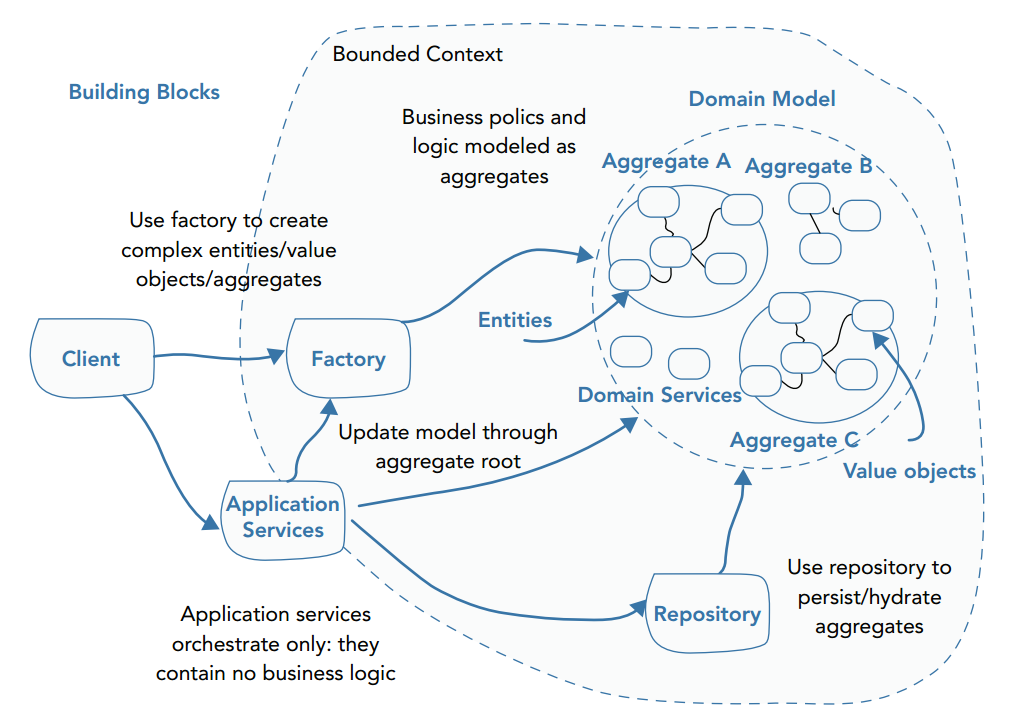 Bounded Context
Building Blocks
Domain Model
Business polics and
logic modeled as
aggregates
Aggregate A
Aggregate B
Use factory to create
complex entities/value
objects/aggregates
Entities
Client
Factory
Domain Services
Update model through
aggregate root
Aggregate C
Value objects
Application
Services
Use repository to
persist/hydrate
aggregates
Repository
Application services
orchestrate only: they
contain no business logic